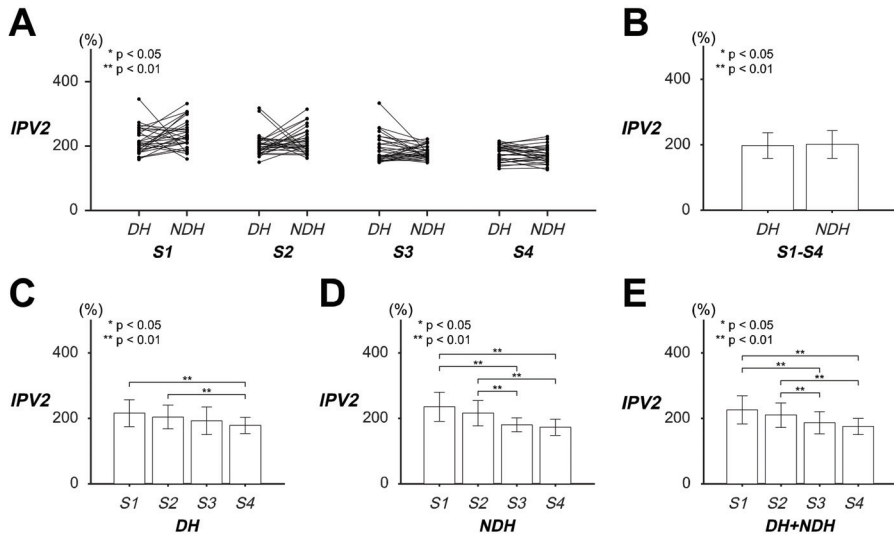 A
(%)
* p < 0.05
** p < 0.01
400
IPV2
200
0
DH NDH DH NDH DH NDH DH NDH
S1 S2 S3 S4
B
(%)
* p < 0.05
** p < 0.01
400
IPV2
200
0
DH NDH
S1-S4
C
(%)
* p < 0.05
** p < 0.01
400
**
**
IPV2
200
0
S1 S2 S3 S4
DH
D
(%)
* p < 0.05
** p < 0.01
400
**
**
**
**
IPV2
200
0
S1 S2 S3 S4
NDH
E
(%)
* p < 0.05
** p < 0.01
400
**
**
**
**
IPV2
200
0
S1 S2 S3 S4
DH+NDH